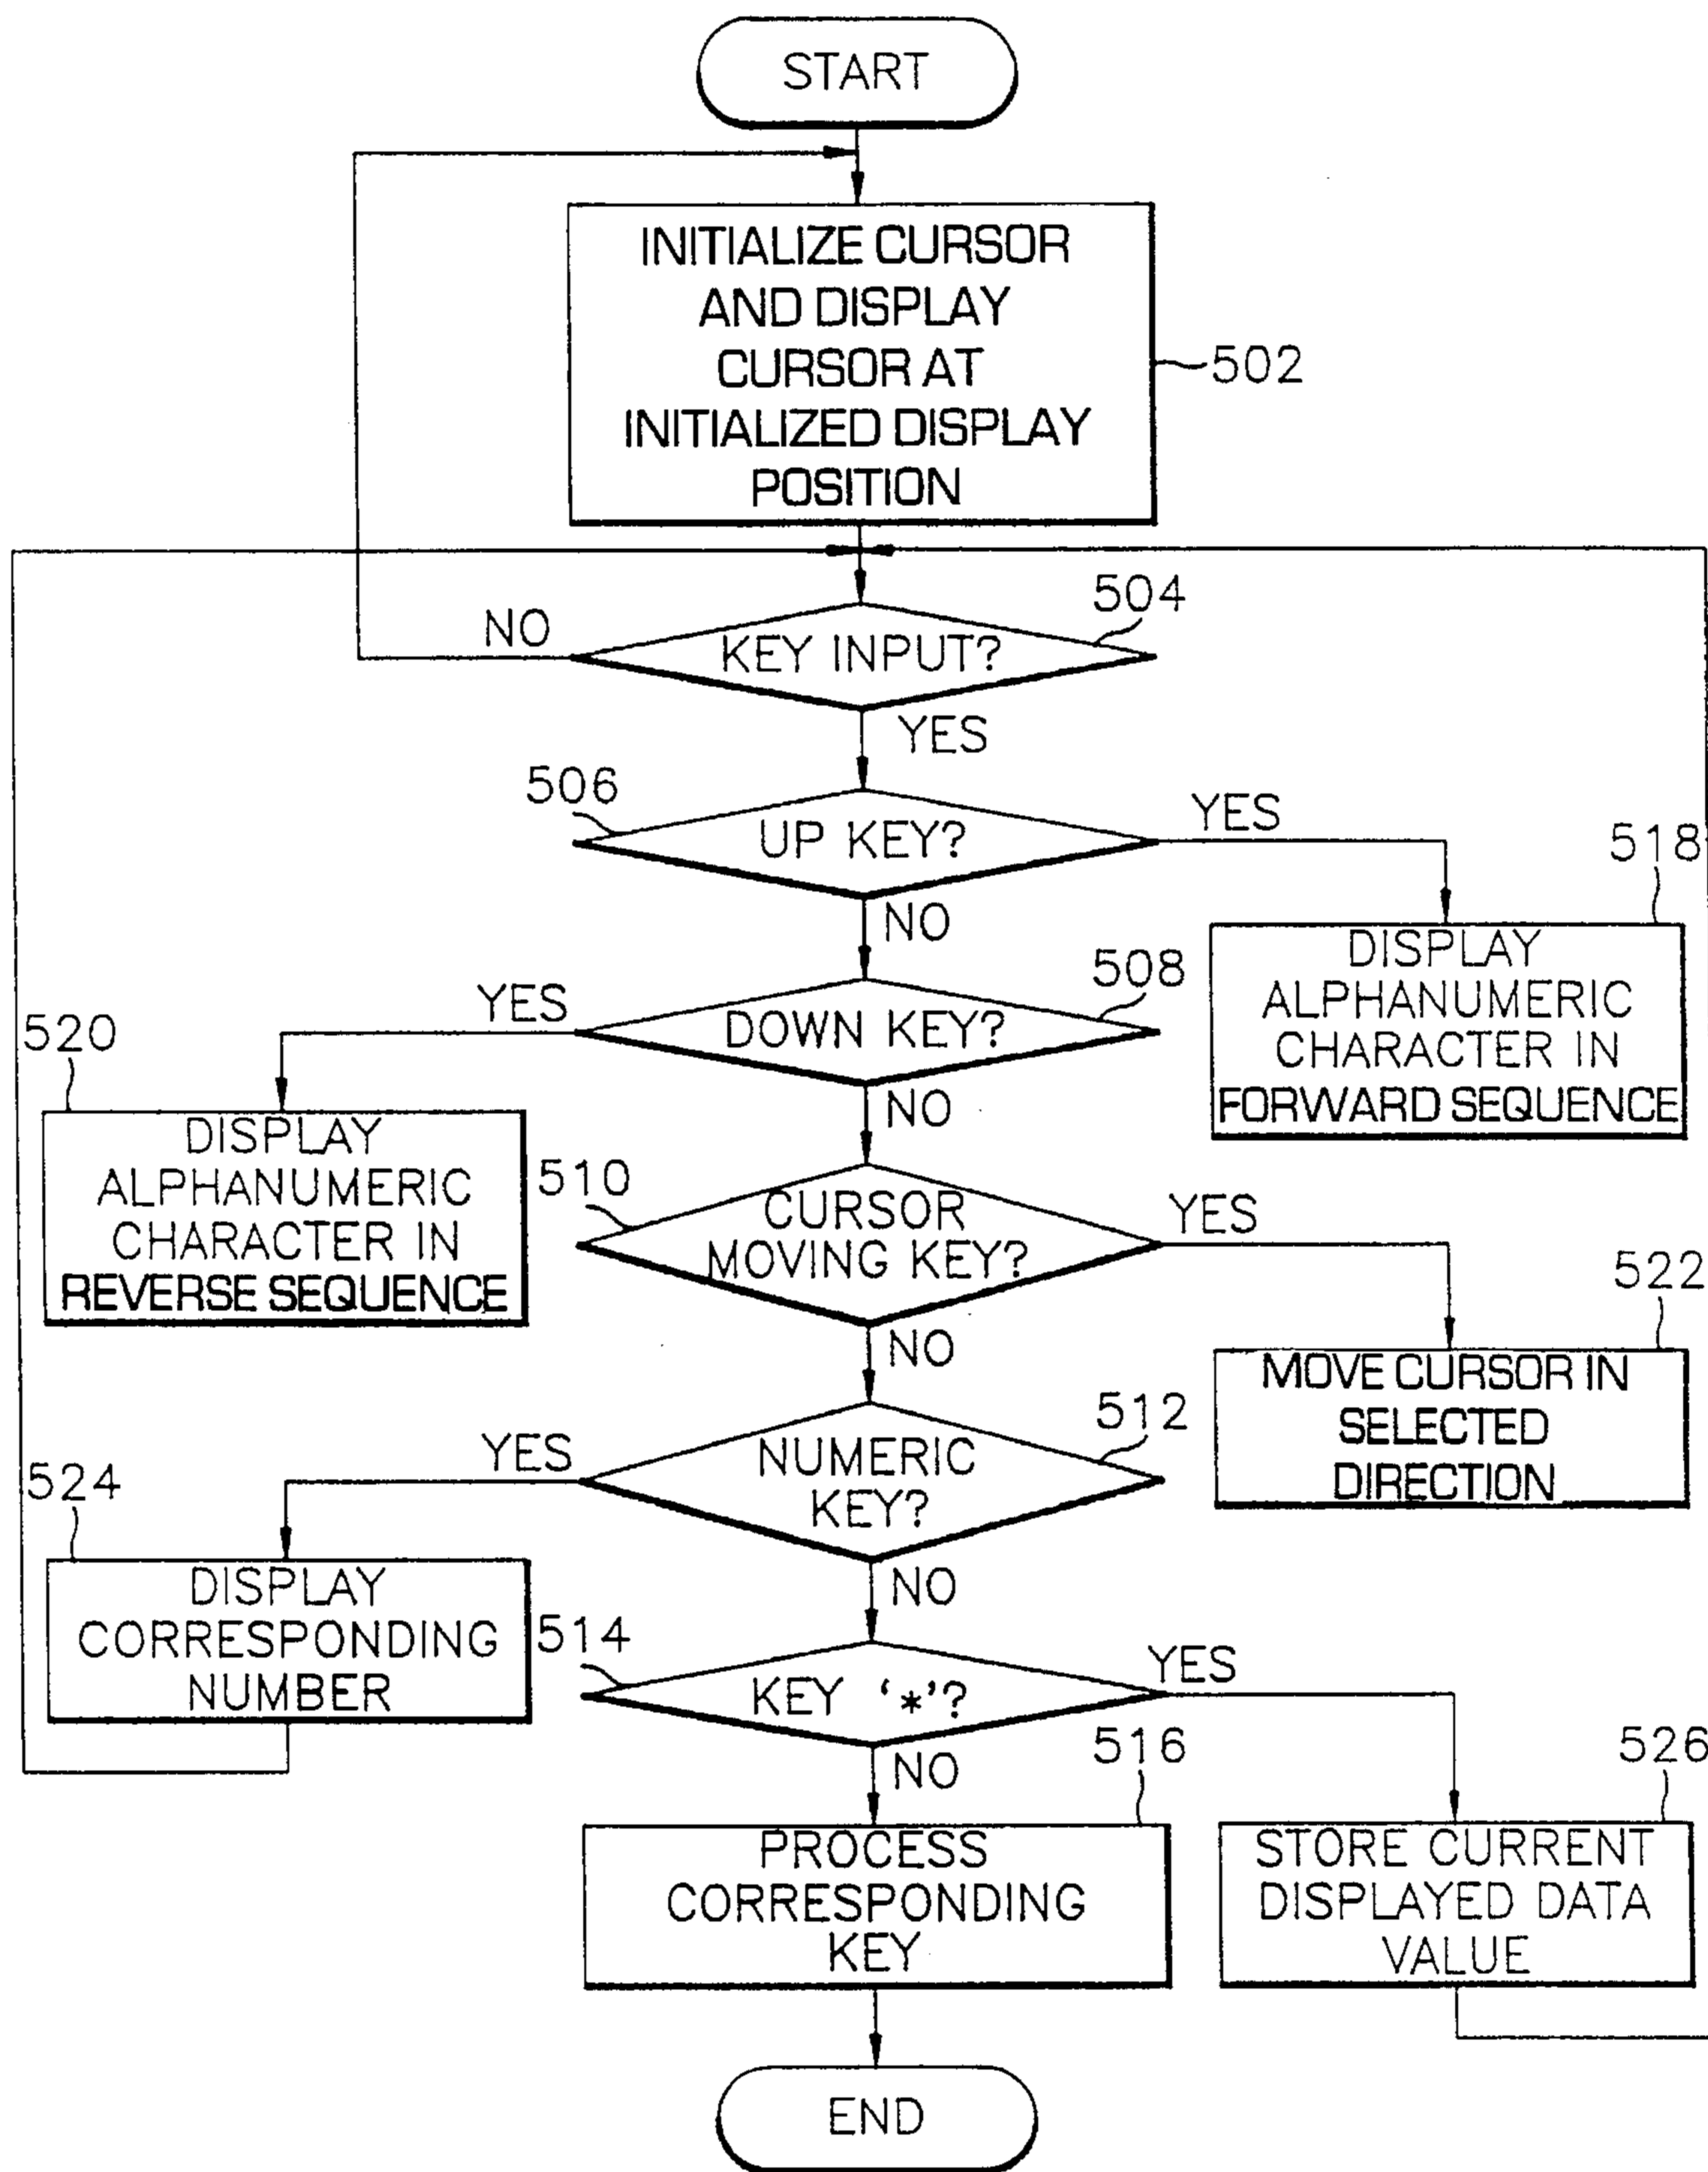 START
INITIALIZE CURSOR
AND DISPLAY
CURSOR AT
INITIALIZED DISPLAY
POSITION
502
504
NO
KEY INPUT?
YES
506
UP KEY?
YES
518
NO
DISPLAY
ALPHANUMERIC
CHARACTER IN
FORWARD SEQUENCE
508
YES
DOWN KEY?
520
NO
DISPLAY
ALPHANUMERIC
CHARACTER IN
REVERSE SEQUENCE
510
CURSOR
MOVING KEY?
YES
522
NO
MOVE CURSOR IN
SELECTED
DIRECTION
512
YES
NUMERIC
KEY?
524
NO
DISPLAY
CORRESPONDING
NUMBER
514
KEY ‘*’?
YES
516
526
NO
PROCESS
CORRESPONDING
KEY
STORE CURRENT
DISPLAYED DATA
VALUE
END